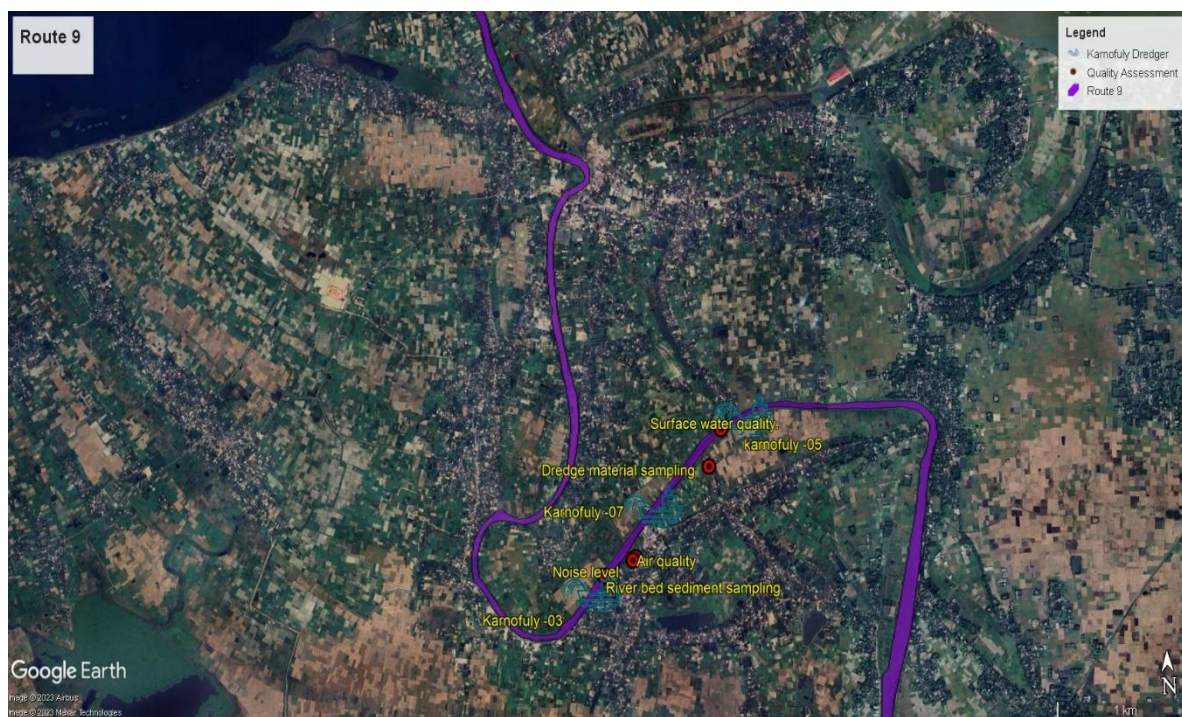 Route 9
Legend
Karnofuly Dredger
Quality Assessment
Route 9
Surface water quality.
karnofuly -05
Dredge material sampling
Karnofuly -07
Air quality
Noise level
River bed sediment sampling
Karnofuly -03
Google Earth
Image © 2023 Airbus
Image © 2023 Maxar Technologies
N
1 km